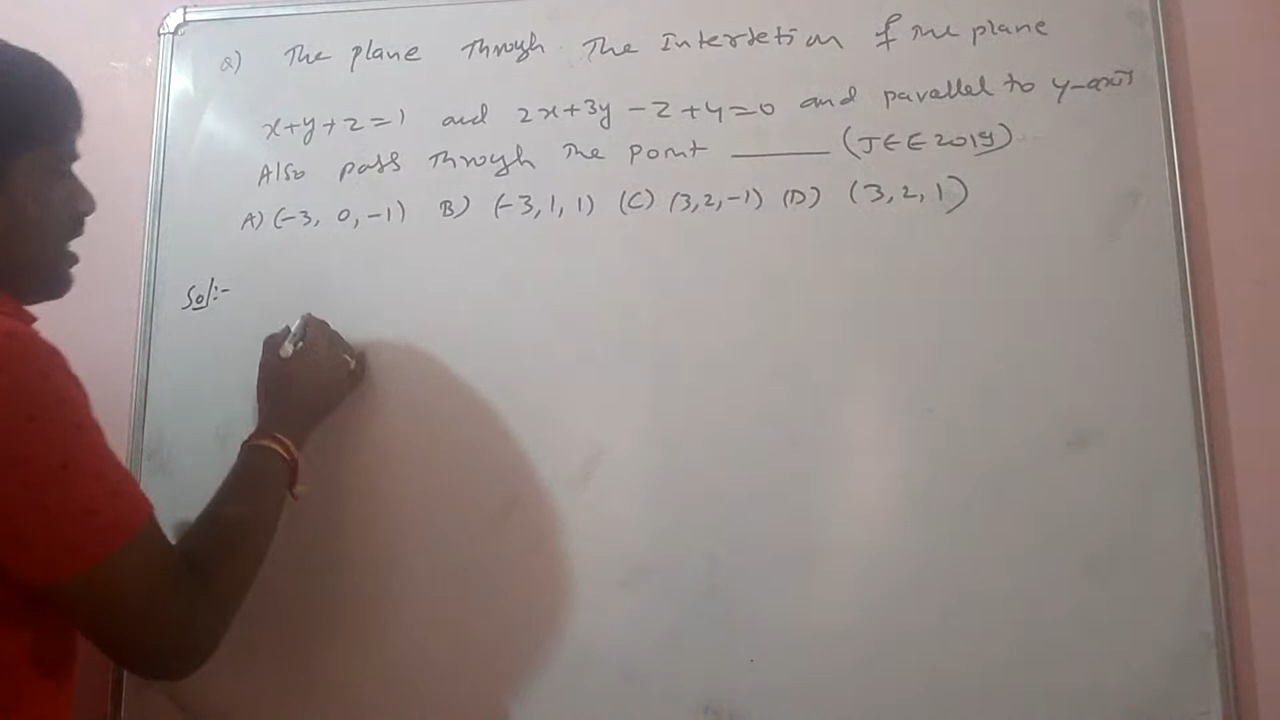 Q) The plane Through The Intersetion of The plane
x+y+z=1 and 2x+3y-z+4=0 and parallel to y-axis
Also pass Through The point ______ (JEE 2019)
A) (-3, 0, -1) B) (-3, 1, 1) (C) (3, 2, -1) (D) (3, 2, 1)
Sol:-